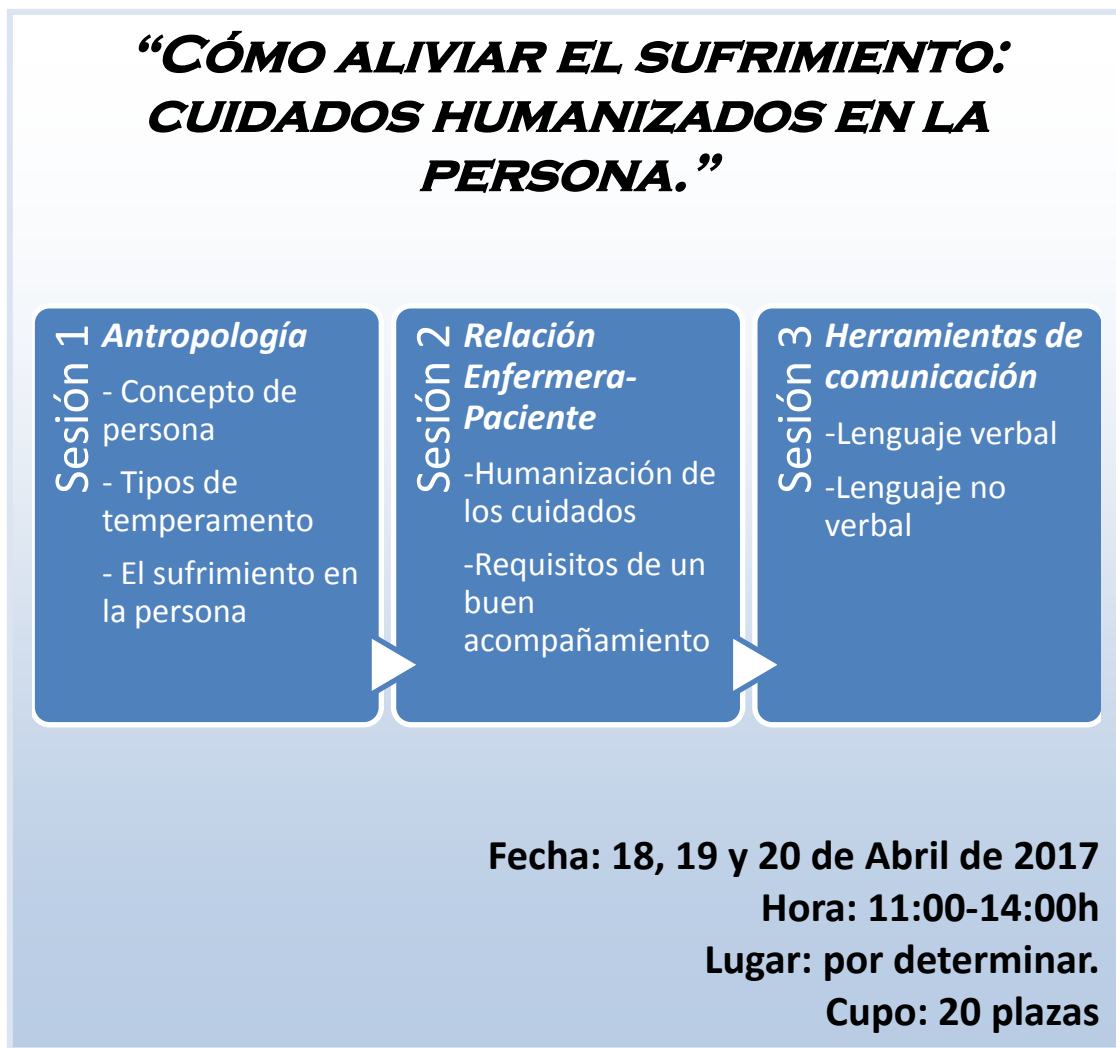 “CÓMO ALIVIAR EL SUFRIMIENTO:
CUIDADOS HUMANIZADOS EN LA
PERSONA.”
Sesión 1
Antropología
- Concepto de
persona
- Tipos de
temperamento
- El sufrimiento en
la persona
Sesión 2
Relación
Enfermera-
Paciente
-Humanización de
los cuidados
-Requisitos de un
buen
acompañamiento
Sesión 3
Herramientas de
comunicación
-Lenguaje verbal
-Lenguaje no
verbal
Fecha: 18, 19 y 20 de Abril de 2017
Hora: 11:00-14:00h
Lugar: por determinar.
Cupo: 20 plazas